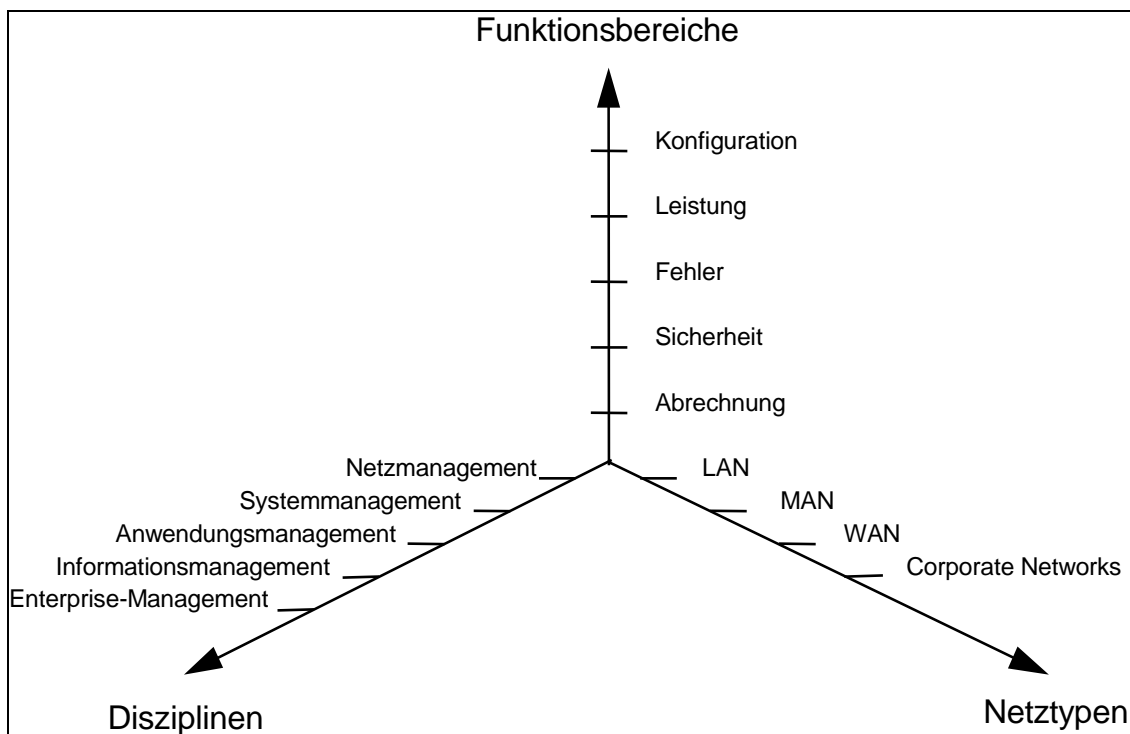 Funktionsbereiche
Konfiguration
Leistung
Fehler
Sicherheit
Abrechnung
Netzmanagement
LAN
Systemmanagement
MAN
Anwendungsmanagement
WAN
Informationsmanagement
Corporate Networks
Enterprise-Management
Disziplinen
Netztypen